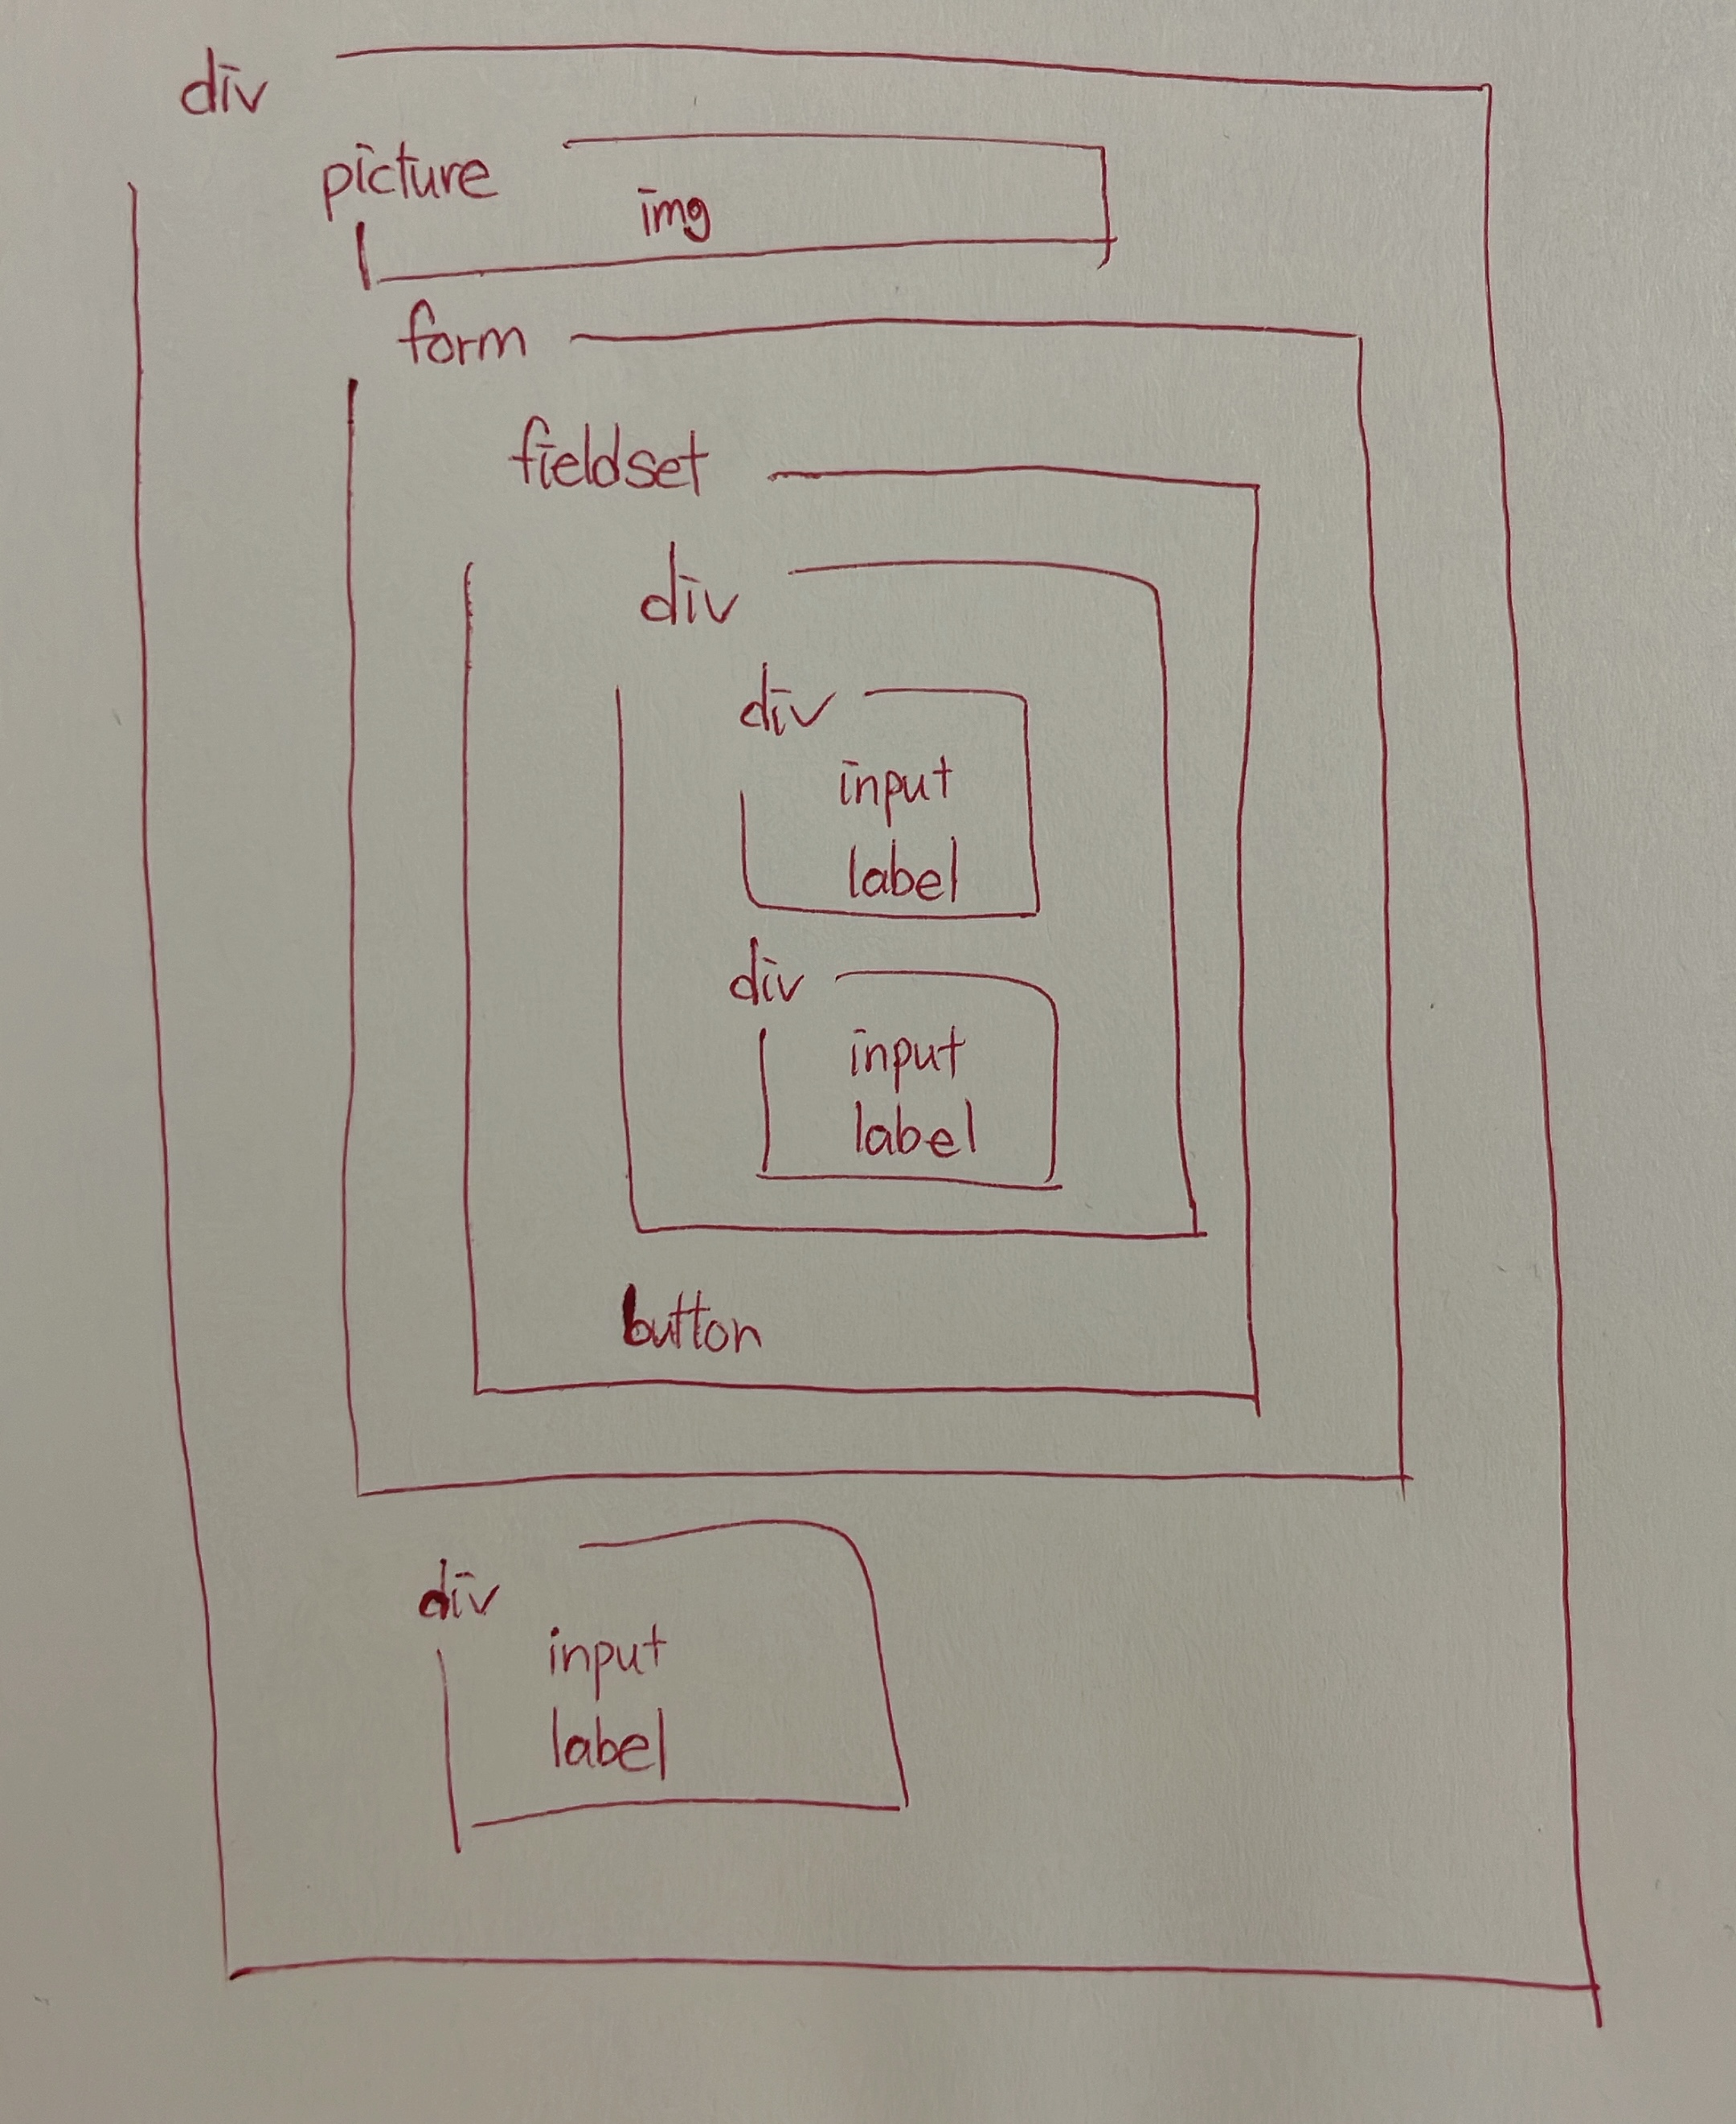 div
picture
img
form
fieldset
div
div
input
label
div
input
label
button
div
input
label